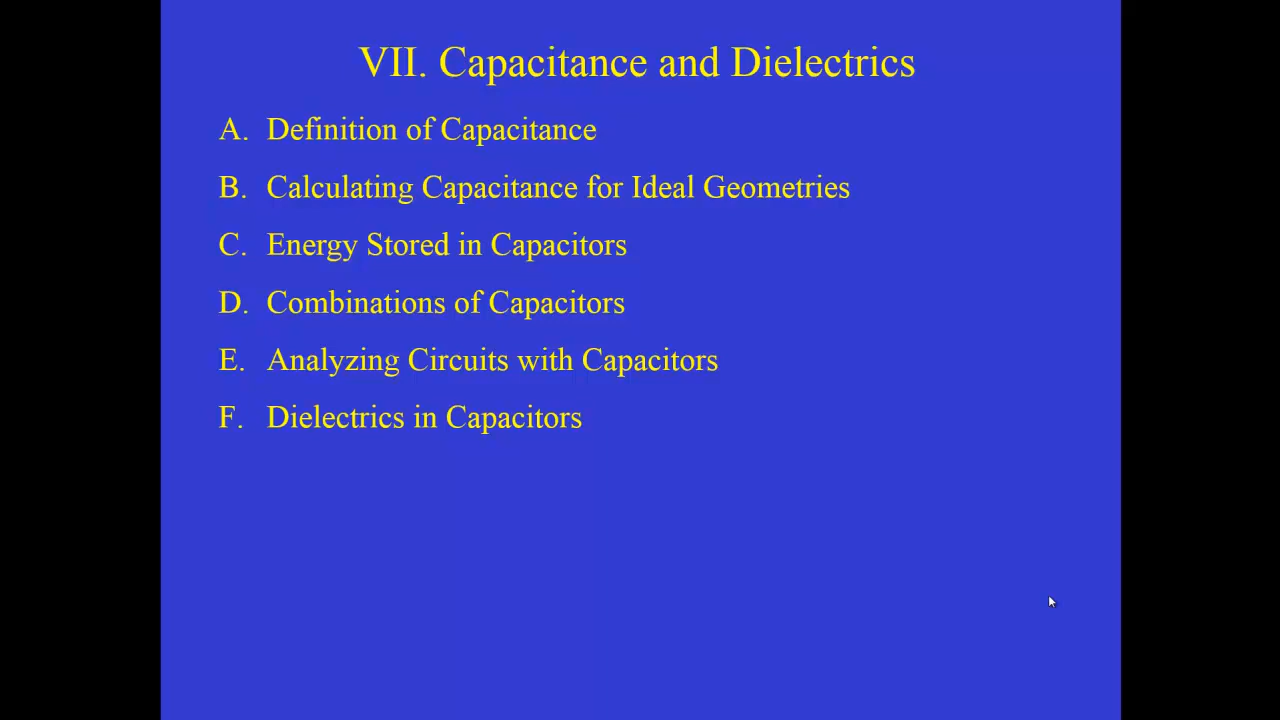 VII. Capacitance and Dielectrics
A. Definition of Capacitance
B. Calculating Capacitance for Ideal Geometries
C. Energy Stored in Capacitors
D. Combinations of Capacitors
E. Analyzing Circuits with Capacitors
F. Dielectrics in Capacitors